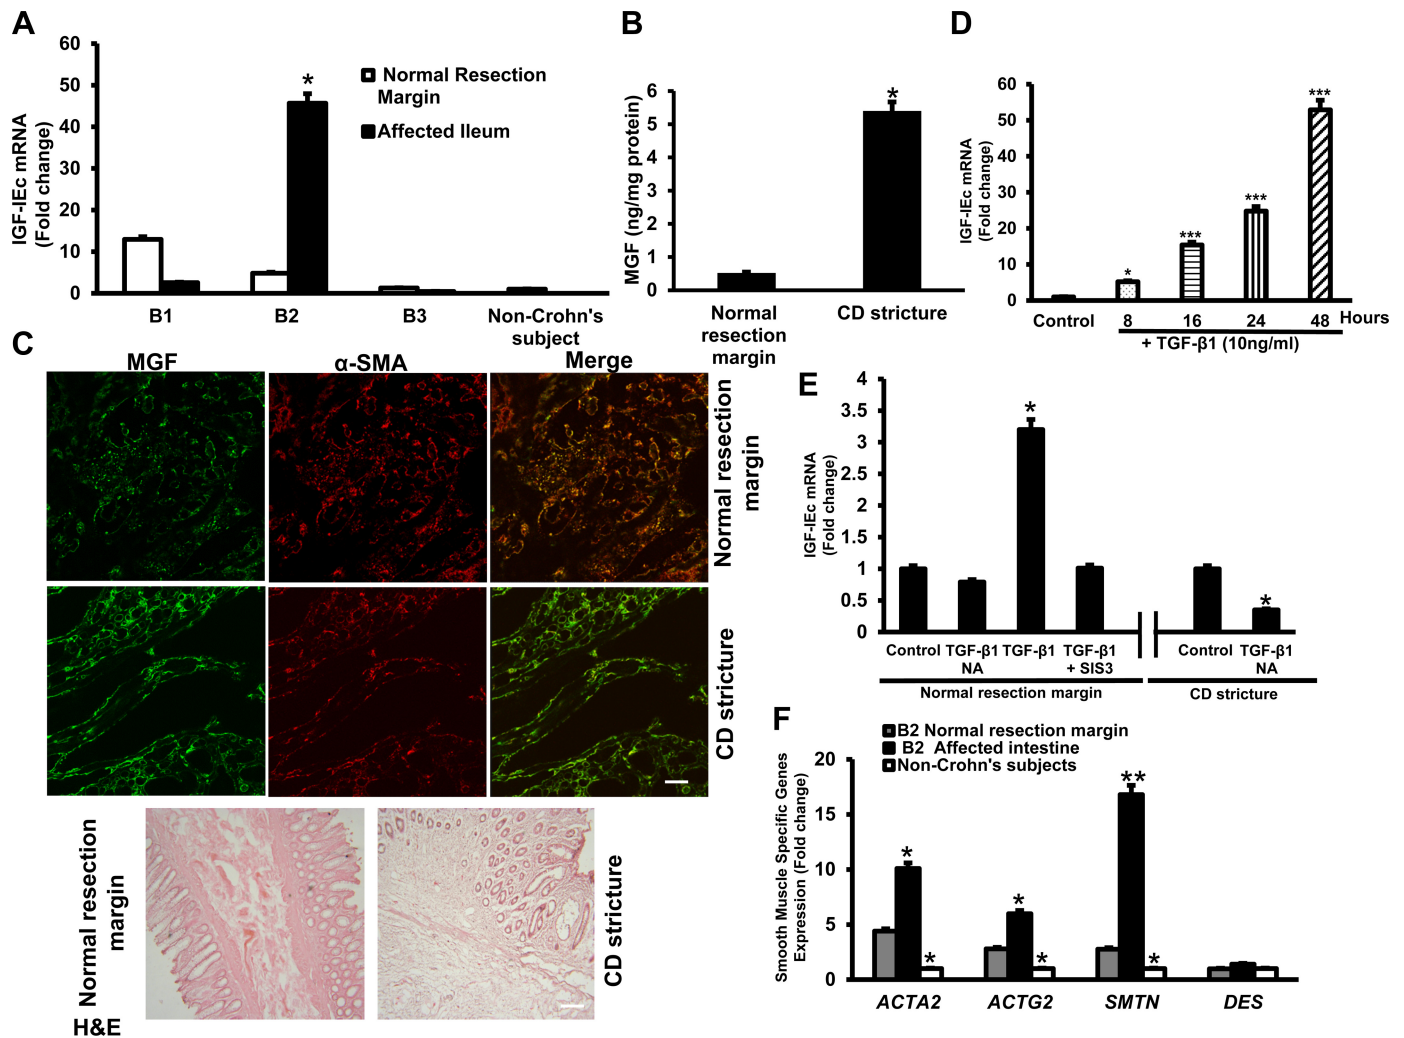 A
IGF-IEc mRNA
(Fold change)
60
50
40
30
20
10
0
*
Normal Resection
Margin
Affected Ileum
B1
B2
B3
Non-Crohn's
subject
B
MGF (ng/mg protein)
6
5
4
3
2
1
0
*
Normal
resection
margin
CD stricture
D
IGF-IEc mRNA
(Fold change)
60
50
40
30
20
10
0
*
***
***
***
Control
8
16
24
48
Hours
+ TGF-β1 (10ng/ml)
C
MGF
α-SMA
Merge
Normal resection
margin
CD stricture
Normal resection
margin
CD stricture
H&E
E
IGF-IEc mRNA
(Fold change)
4
3.5
3
2.5
2
1.5
1
0.5
0
*
*
Control
TGF-β1
NA
TGF-β1
TGF-β1
+ SIS3
Control
TGF-β1
NA
Normal resection margin
CD stricture
F
B2 Normal resection margin
B2 Affected intestine
Non-Crohn's subjects
Smooth Muscle Specific Genes
Expression (Fold change)
20
15
10
5
0
*
*
*
*
**
*
ACTA2
ACTG2
SMTN
DES